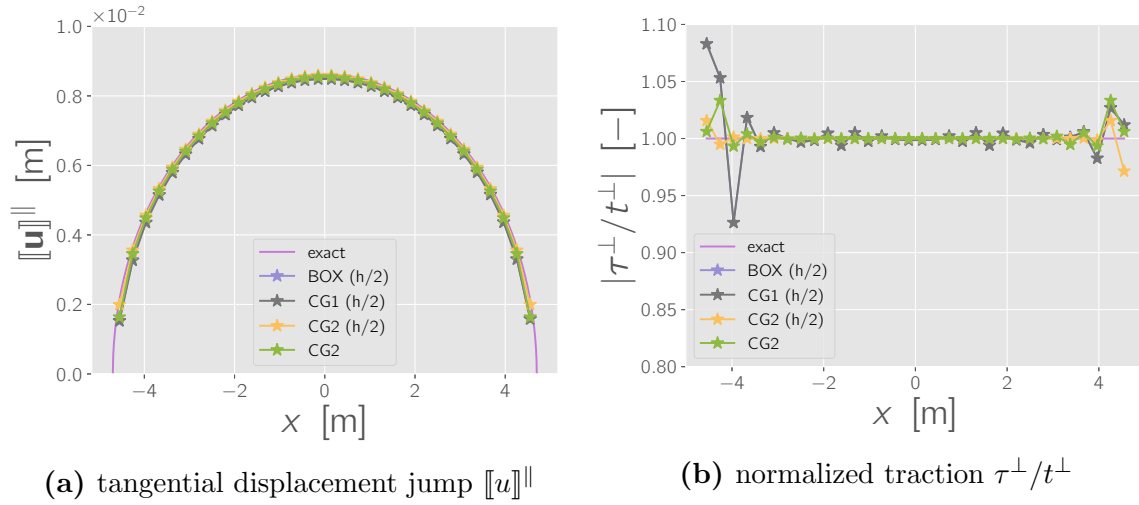 ×10⁻²
1.0
0.8
0.6
0.4
0.2
0.0
⟦𝐮⟧^∥ [m]
exact
BOX (h/2)
CG1 (h/2)
CG2 (h/2)
CG2
−4 −2 0 2 4
x [m]
(a) tangential displacement jump ⟦u⟧^∥
1.10
1.05
1.00
0.95
0.90
0.85
0.80
|τ^⊥/t^⊥| [−]
exact
BOX (h/2)
CG1 (h/2)
CG2 (h/2)
CG2
−4 −2 0 2 4
x [m]
(b) normalized traction τ^⊥/t^⊥